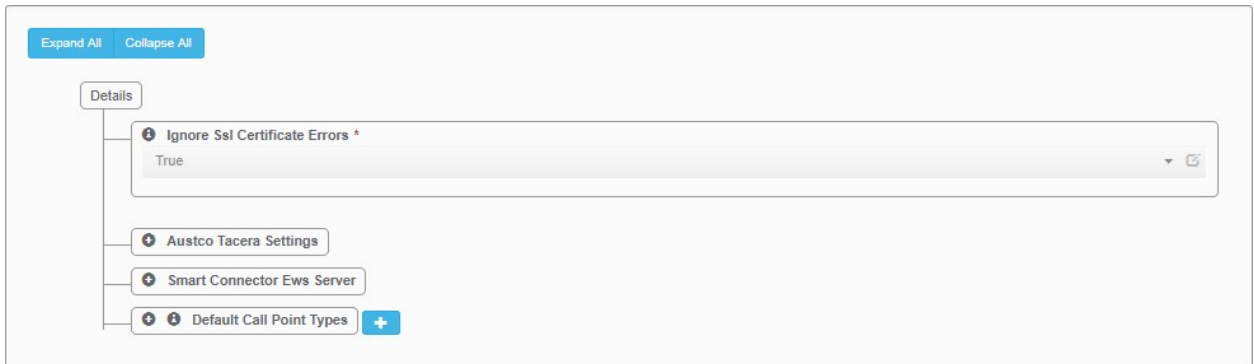 Expand All Collapse All
Details
Ignore Ssl Certificate Errors *
True
Austco Tacera Settings
Smart Connector Ews Server
Default Call Point Types